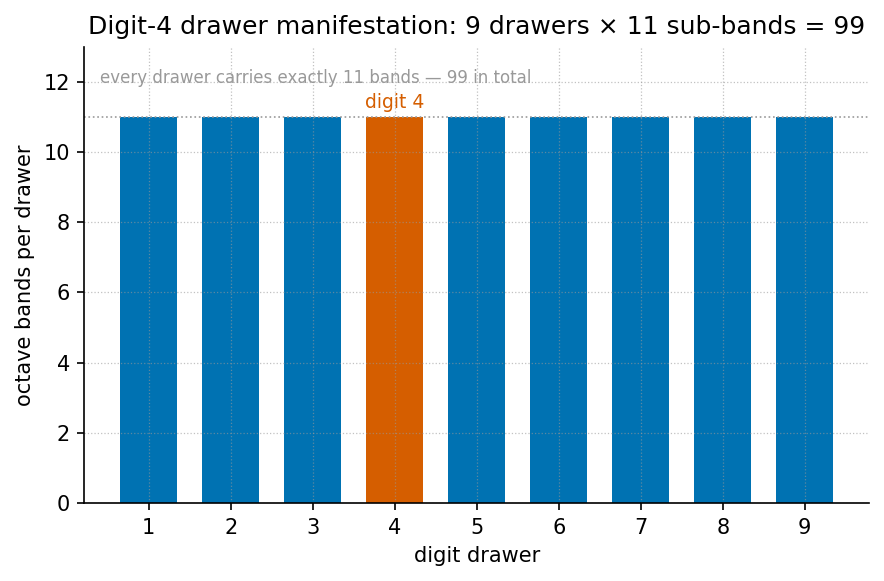 Digit-4 drawer manifestation: 9 drawers × 11 sub-bands = 99
every drawer carries exactly 11 bands — 99 in total
digit 4
octave bands per drawer
12
10
8
6
4
2
0
1 2 3 4 5 6 7 8 9
digit drawer